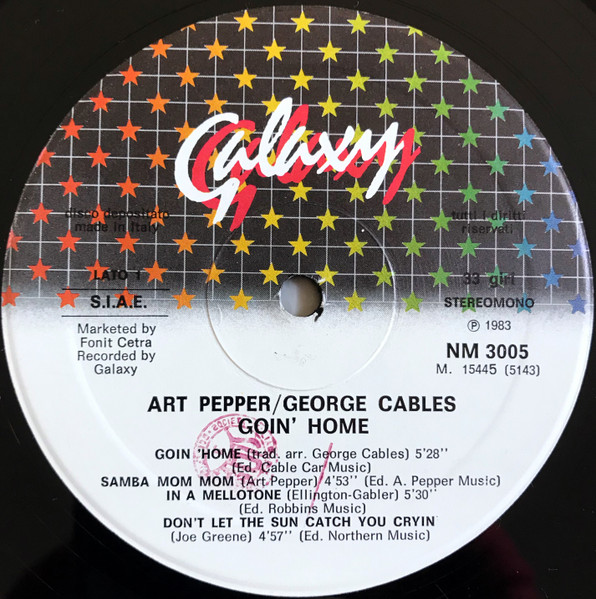 Galaxy
disco depositato
made in Italy
tutti i diritti
riservati
LATO 1
33 giri
S.I.A.E.
STEREOMONO
Marketed by
Fonit Cetra
Recorded by
Galaxy
℗ 1983
NM 3005
M. 15445 (5143)
ART PEPPER/GEORGE CABLES
GOIN' HOME
GOIN 'HOME (trad. arr. George Cables) 5'28''
(Ed. Cable Car Music)
SAMBA MOM MOM (Art Pepper) 4'53'' (Ed. A. Pepper Music)
IN A MELLOTONE (Ellington-Gabler) 5'30''
(Ed. Robbins Music)
DON'T LET THE SUN CATCH YOU CRYIN'
(Joe Greene) 4'57'' (Ed. Northern Music)